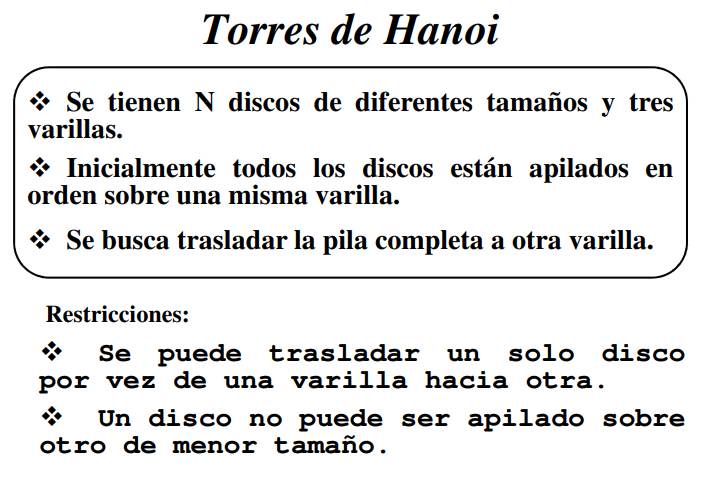 Torres de Hanoi
❖ Se tienen N discos de diferentes tamaños y tres
varillas.
❖ Inicialmente todos los discos están apilados en
orden sobre una misma varilla.
❖ Se busca trasladar la pila completa a otra varilla.
Restricciones:
❖ Se puede trasladar un solo disco
por vez de una varilla hacia otra.
❖ Un disco no puede ser apilado sobre
otro de menor tamaño.